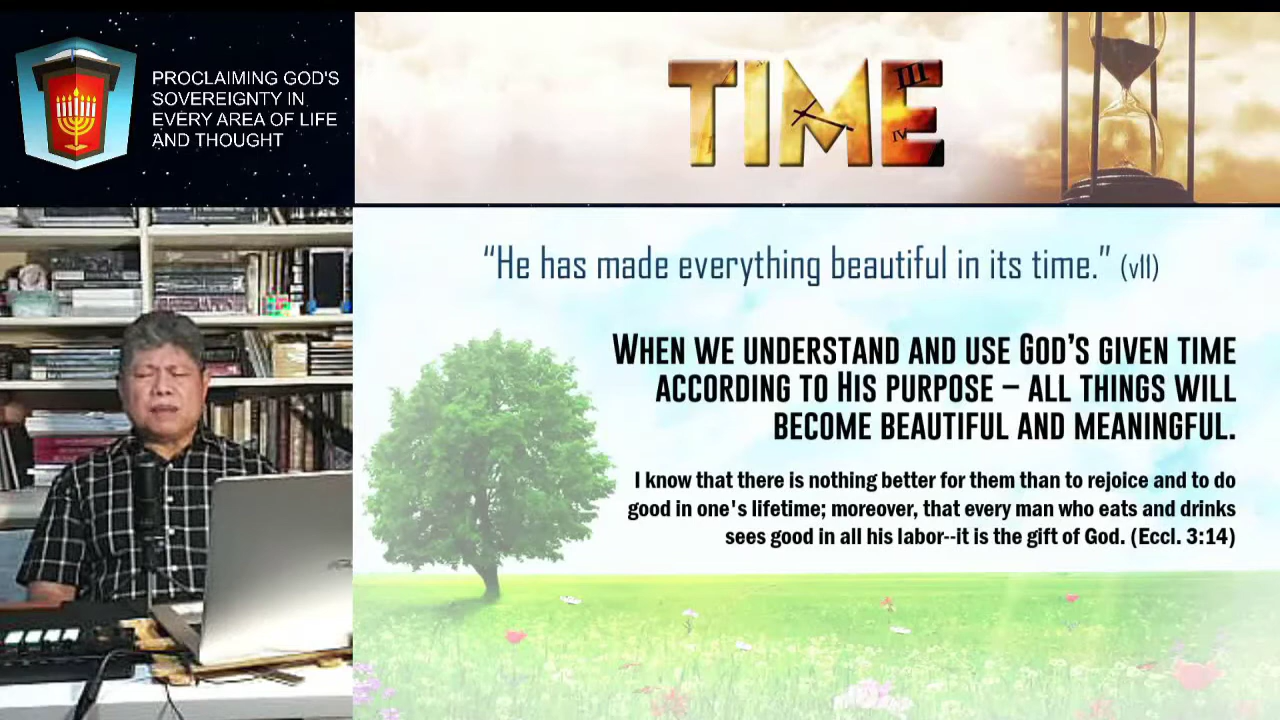 PROCLAIMING GOD'S
SOVEREIGNTY IN
EVERY AREA OF LIFE
AND THOUGHT
TIME
III
IV
“He has made everything beautiful in its time.” (v11)
WHEN WE UNDERSTAND AND USE GOD’S GIVEN TIME
ACCORDING TO HIS PURPOSE – ALL THINGS WILL
BECOME BEAUTIFUL AND MEANINGFUL.
I know that there is nothing better for them than to rejoice and to do
good in one's lifetime; moreover, that every man who eats and drinks
sees good in all his labor--it is the gift of God. (Eccl. 3:14)